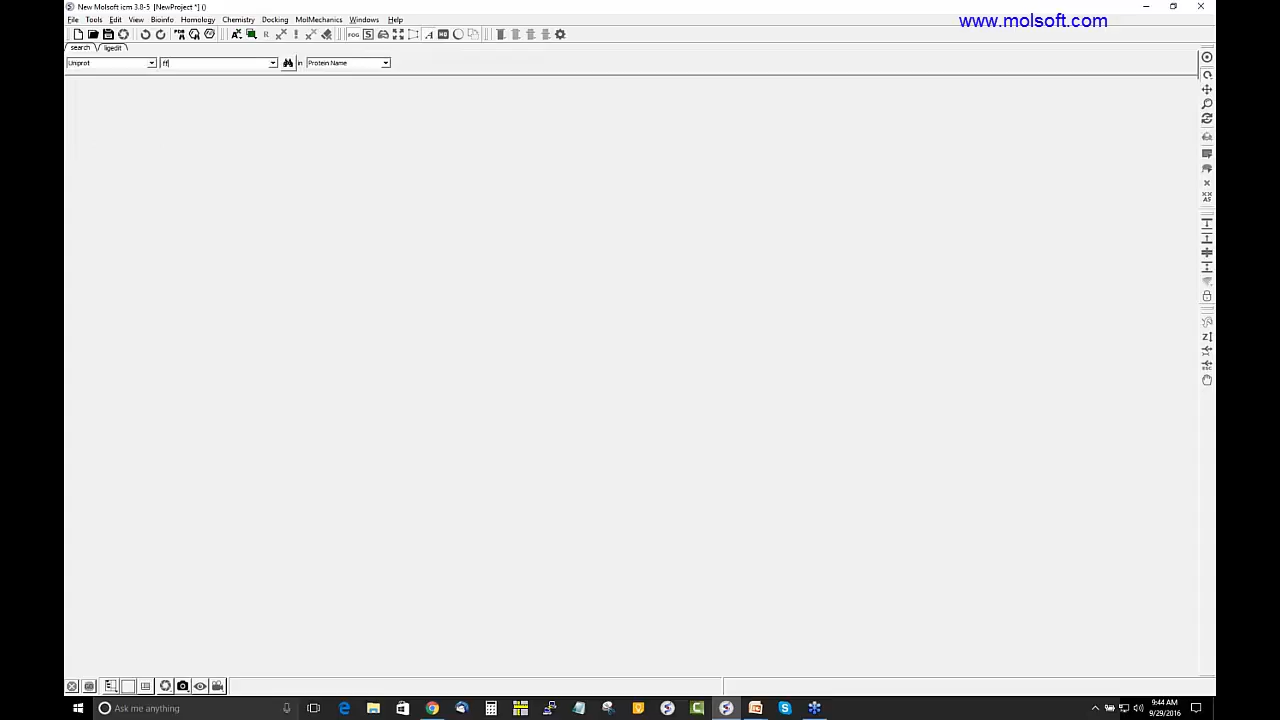 New Molsoft icm 3.8-5 [NewProject *] ()
www.molsoft.com
File Tools Edit View Bioinfo Homology Chemistry Docking MolMechanics Windows Help
search ligedit
Uniprot ff in Protein Name
Ask me anything
9:44 AM
9/29/2016